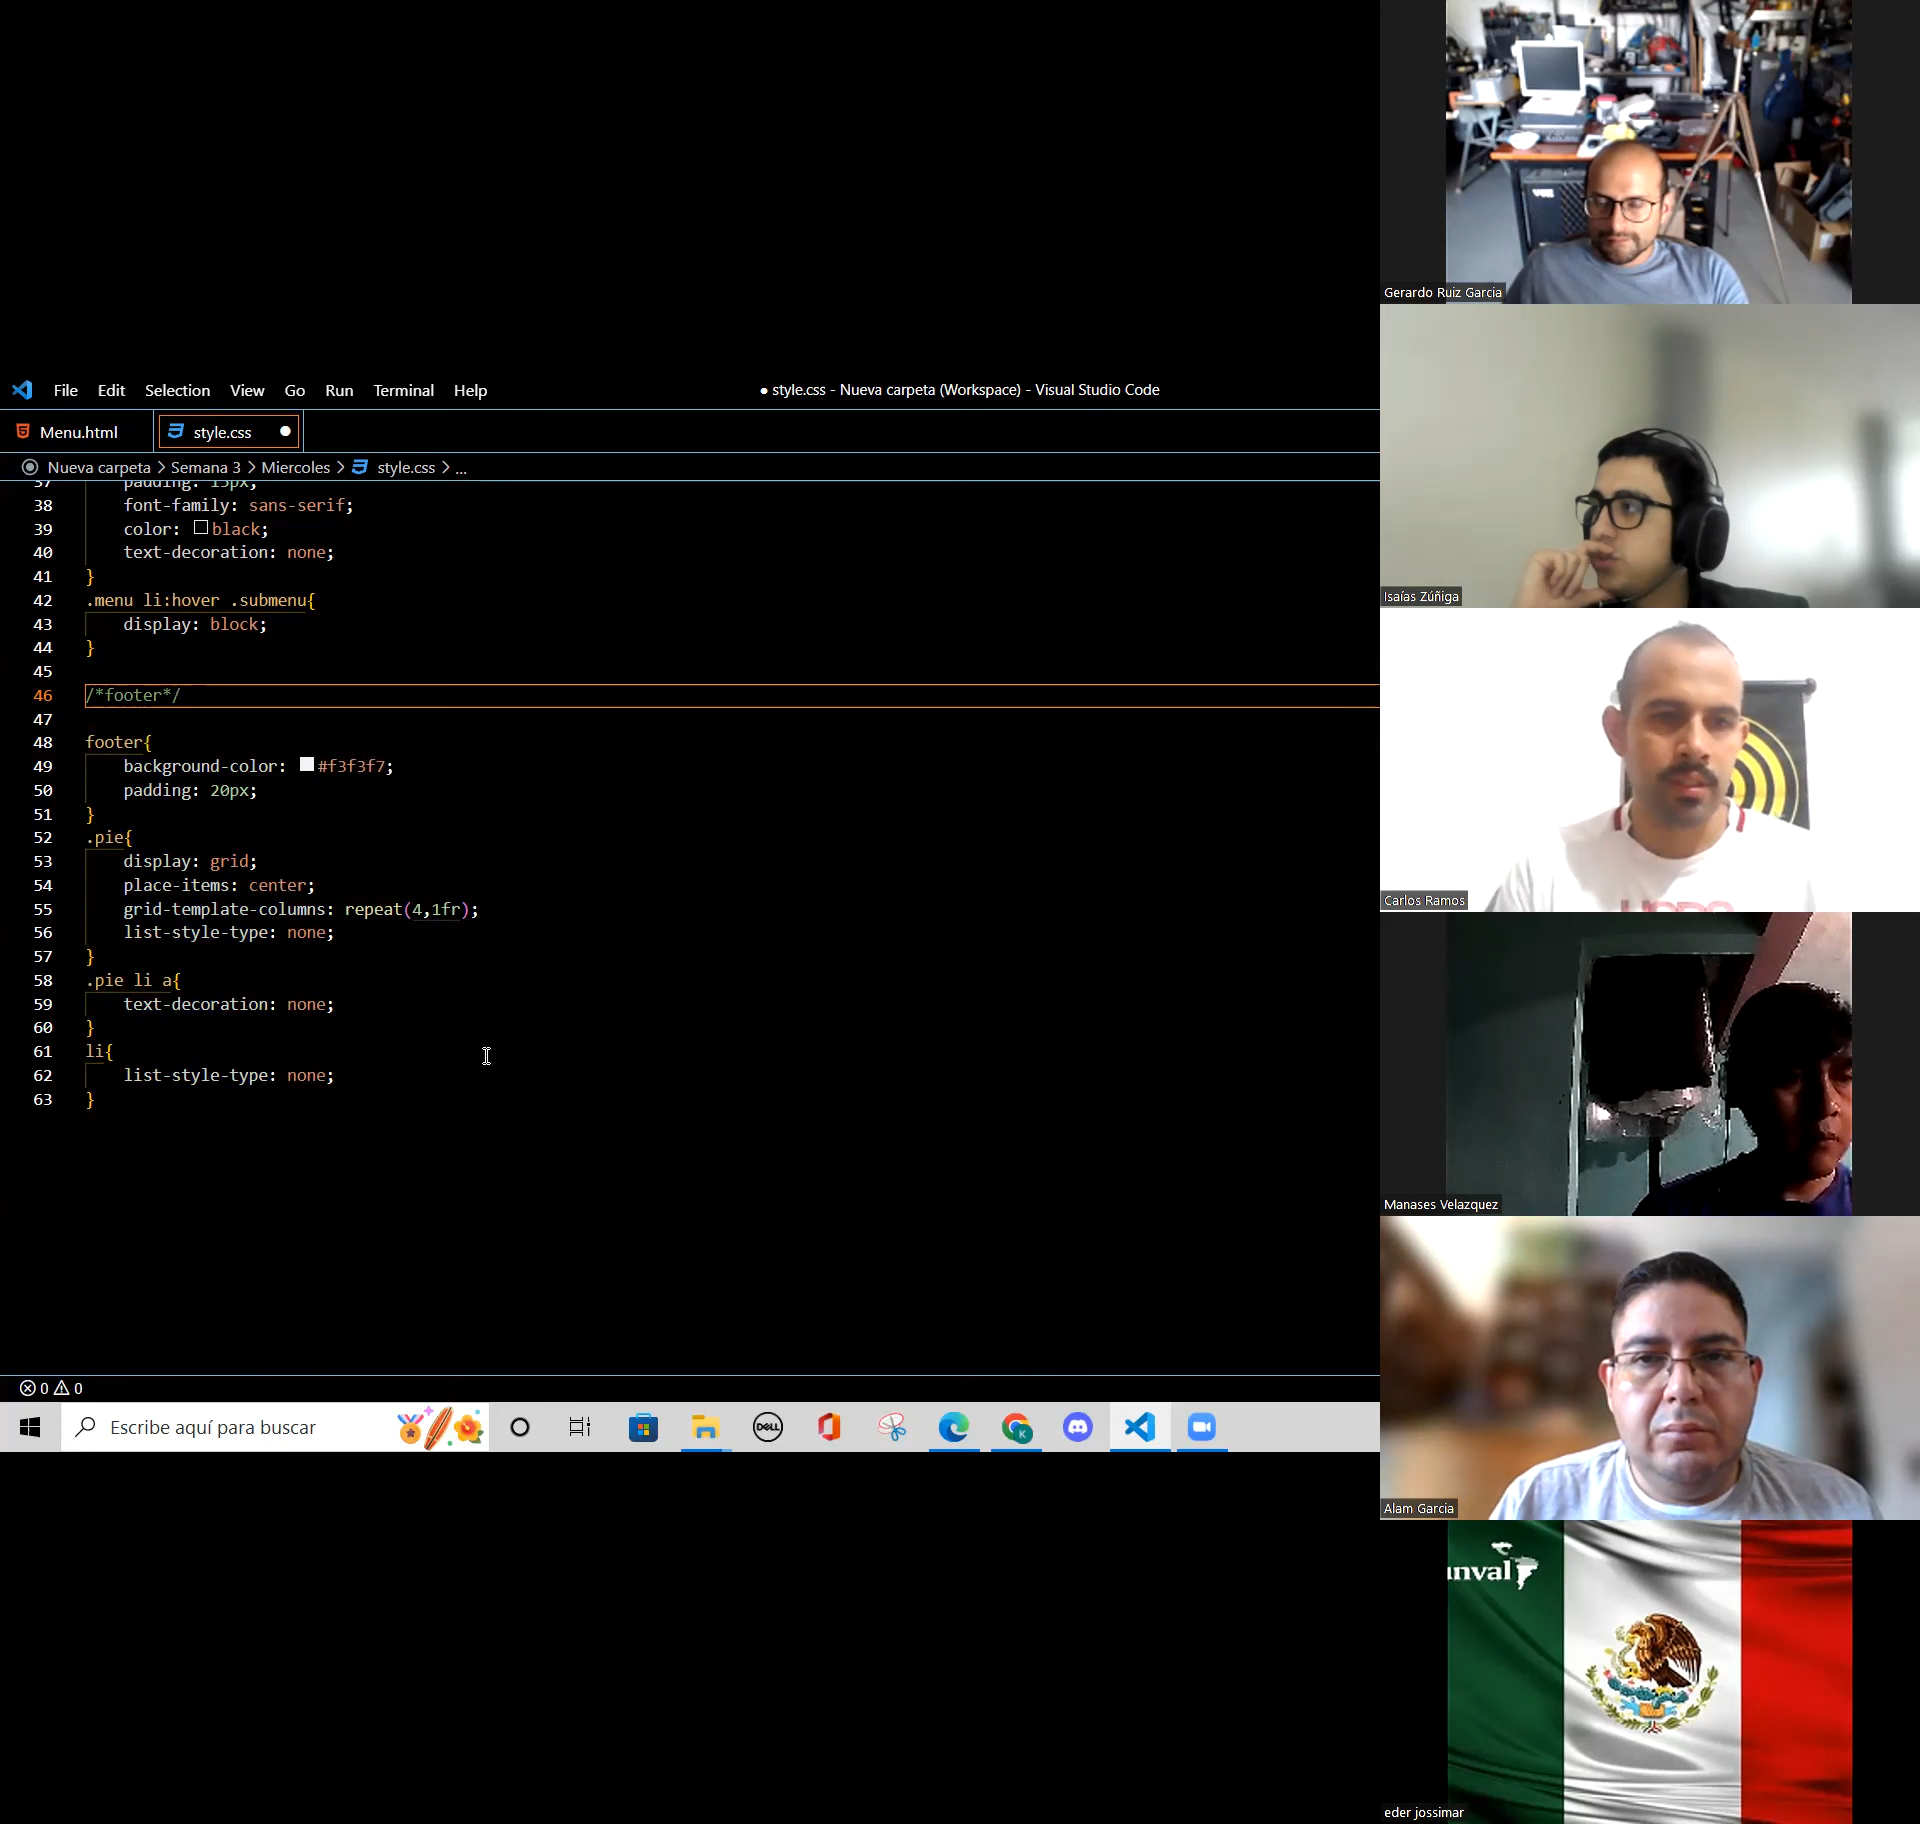 File Edit Selection View Go Run Terminal Help
● style.css - Nueva carpeta (Workspace) - Visual Studio Code
Menu.html
style.css
Nueva carpeta > Semana 3 > Miercoles > style.css > ...
37 padding: 15px;
38 font-family: sans-serif;
39 color: black;
40 text-decoration: none;
41 }
42 .menu li:hover .submenu{
43 display: block;
44 }
45
46 /*footer*/
47
48 footer{
49 background-color: #f3f3f7;
50 padding: 20px;
51 }
52 .pie{
53 display: grid;
54 place-items: center;
55 grid-template-columns: repeat(4,1fr);
56 list-style-type: none;
57 }
58 .pie li a{
59 text-decoration: none;
60 }
61 li{
62 list-style-type: none;
63 }
0 0
Escribe aquí para buscar
DELL
K
Gerardo Ruiz Garcia
Isaías Zúñiga
Carlos Ramos
Manases Velazquez
Alam Garcia
eder jossimar